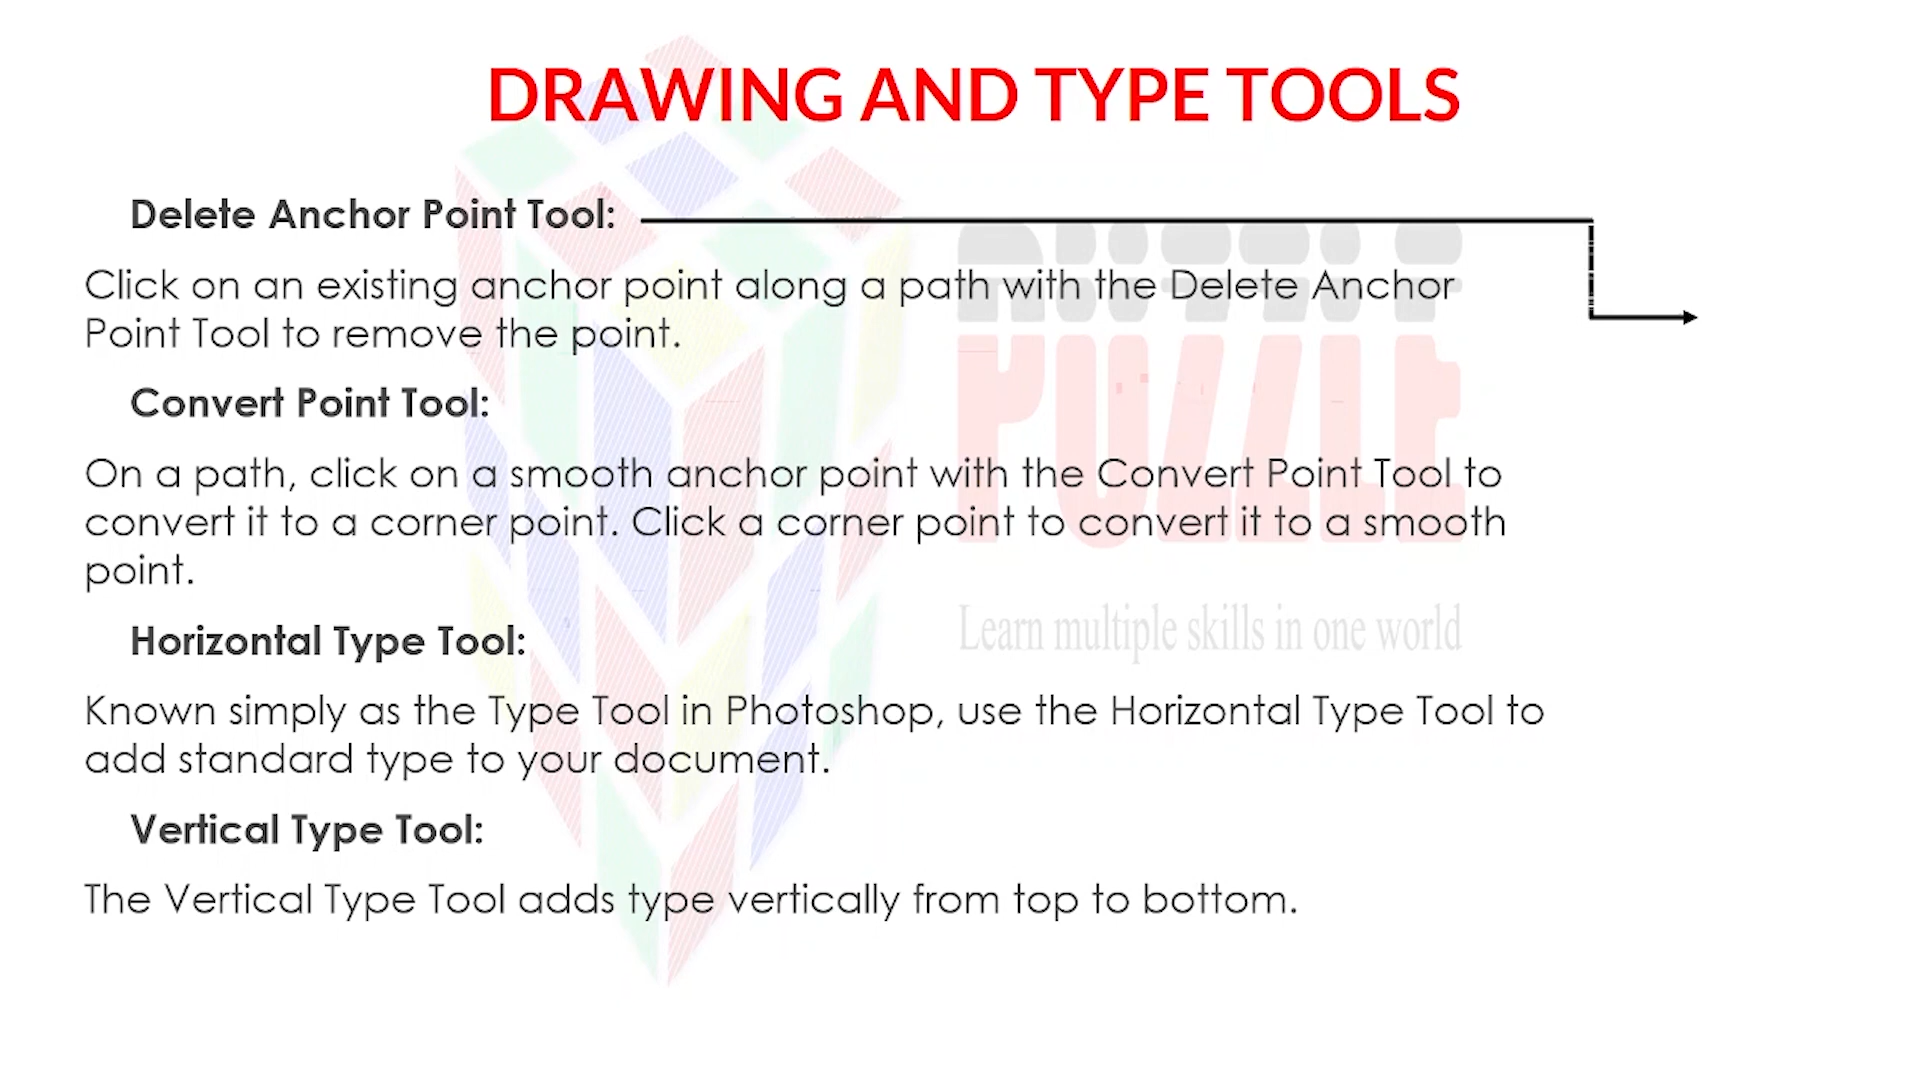 DRAWING AND TYPE TOOLS
Delete Anchor Point Tool:
Click on an existing anchor point along a path with the Delete Anchor
Point Tool to remove the point.
Convert Point Tool:
On a path, click on a smooth anchor point with the Convert Point Tool to
convert it to a corner point. Click a corner point to convert it to a smooth
point.
Horizontal Type Tool:
Known simply as the Type Tool in Photoshop, use the Horizontal Type Tool to
add standard type to your document.
Vertical Type Tool:
The Vertical Type Tool adds type vertically from top to bottom.
PUZZLE
Learn multiple skills in one world